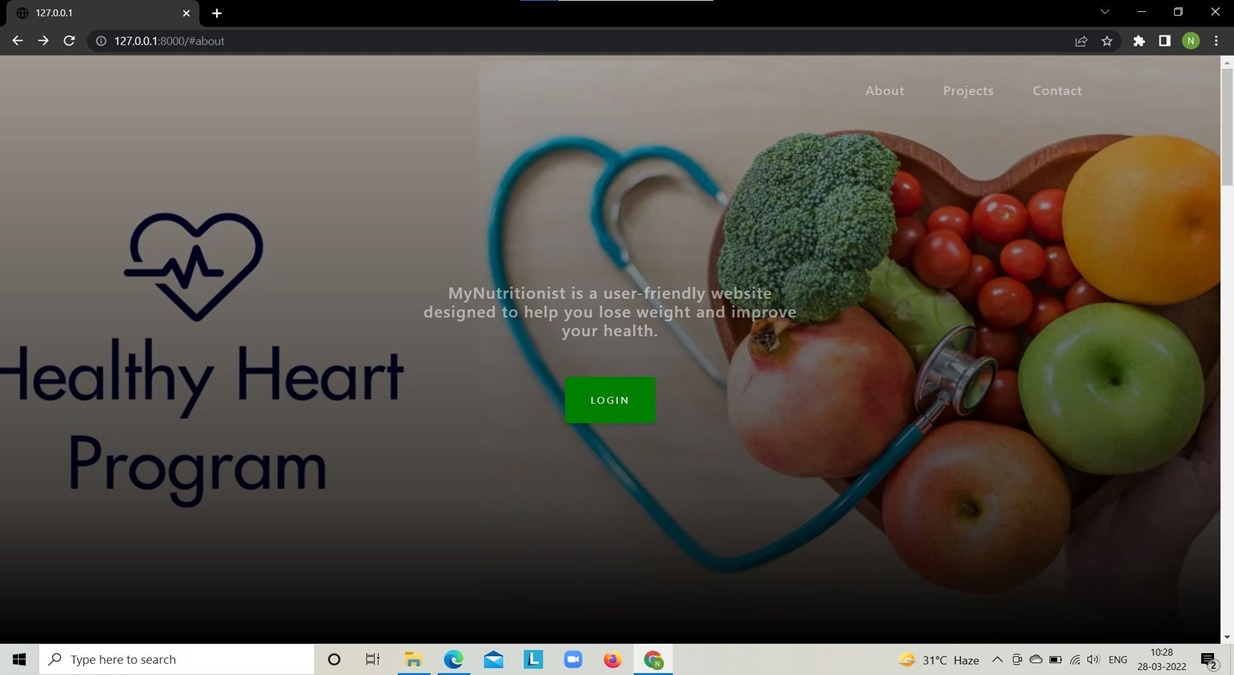 127.0.0.1
127.0.0.1:8000/#about
N
About
Projects
Contact
MyNutritionist is a user-friendly website
designed to help you lose weight and improve
your health.
LOGIN
Healthy Heart
Program
Type here to search
L
N
31°C Haze
ENG
10:28
28-03-2022
2